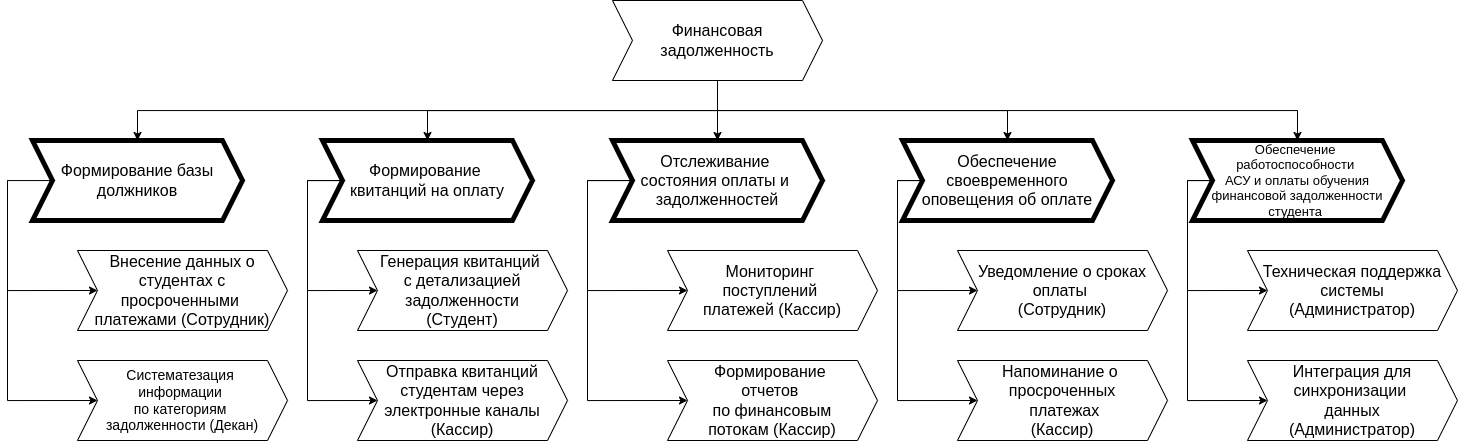 Финансовая
задолженность
Формирование базы
должников
Формирование
квитанций на оплату
Отслеживание
состояния оплаты и
задолженностей
Обеспечение
своевременного
оповещения об оплате
Обеспечение
работоспособности
АСУ и оплаты обучения
финансовой задолженности
студента
Внесение данных о
студентах с
просроченными
платежами (Сотрудник)
Генерация квитанций
с детализацией
задолженности
(Студент)
Мониторинг
поступлений
платежей (Кассир)
Уведомление о сроках
оплаты
(Сотрудник)
Техническая поддержка
системы
(Администратор)
Систематезация
информации
по категориям
задолженности (Декан)
Отправка квитанций
студентам через
электронные каналы
(Кассир)
Формирование
отчетов
по финансовым
потокам (Кассир)
Напоминание о
просроченных
платежах
(Кассир)
Интеграция для
синхронизации
данных
(Администратор)